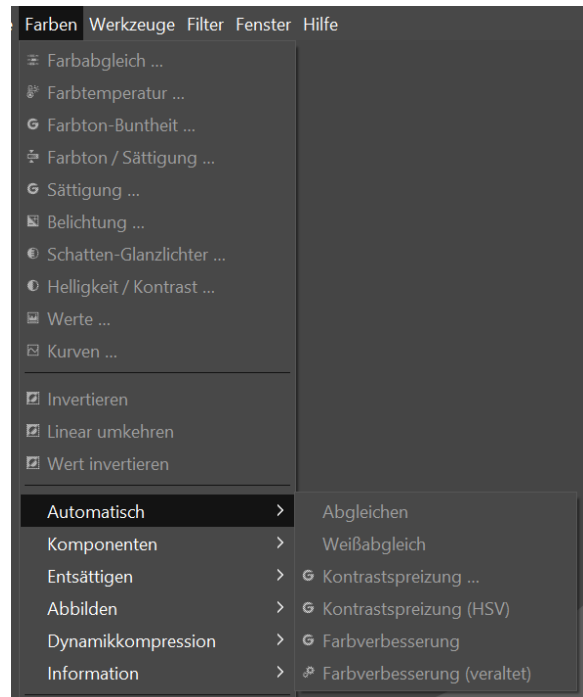 Farben Werkzeuge Filter Fenster Hilfe
Farbabgleich ...
Farbtemperatur ...
Farbton-Buntheit ...
Farbton / Sättigung ...
Sättigung ...
Belichtung ...
Schatten-Glanzlichter ...
Helligkeit / Kontrast ...
Werte ...
Kurven ...
Invertieren
Linear umkehren
Wert invertieren
Automatisch
Komponenten
Entsättigen
Abbilden
Dynamikkompression
Information
Abgleichen
Weißabgleich
Kontrastspreizung ...
Kontrastspreizung (HSV)
Farbverbesserung
Farbverbesserung (veraltet)